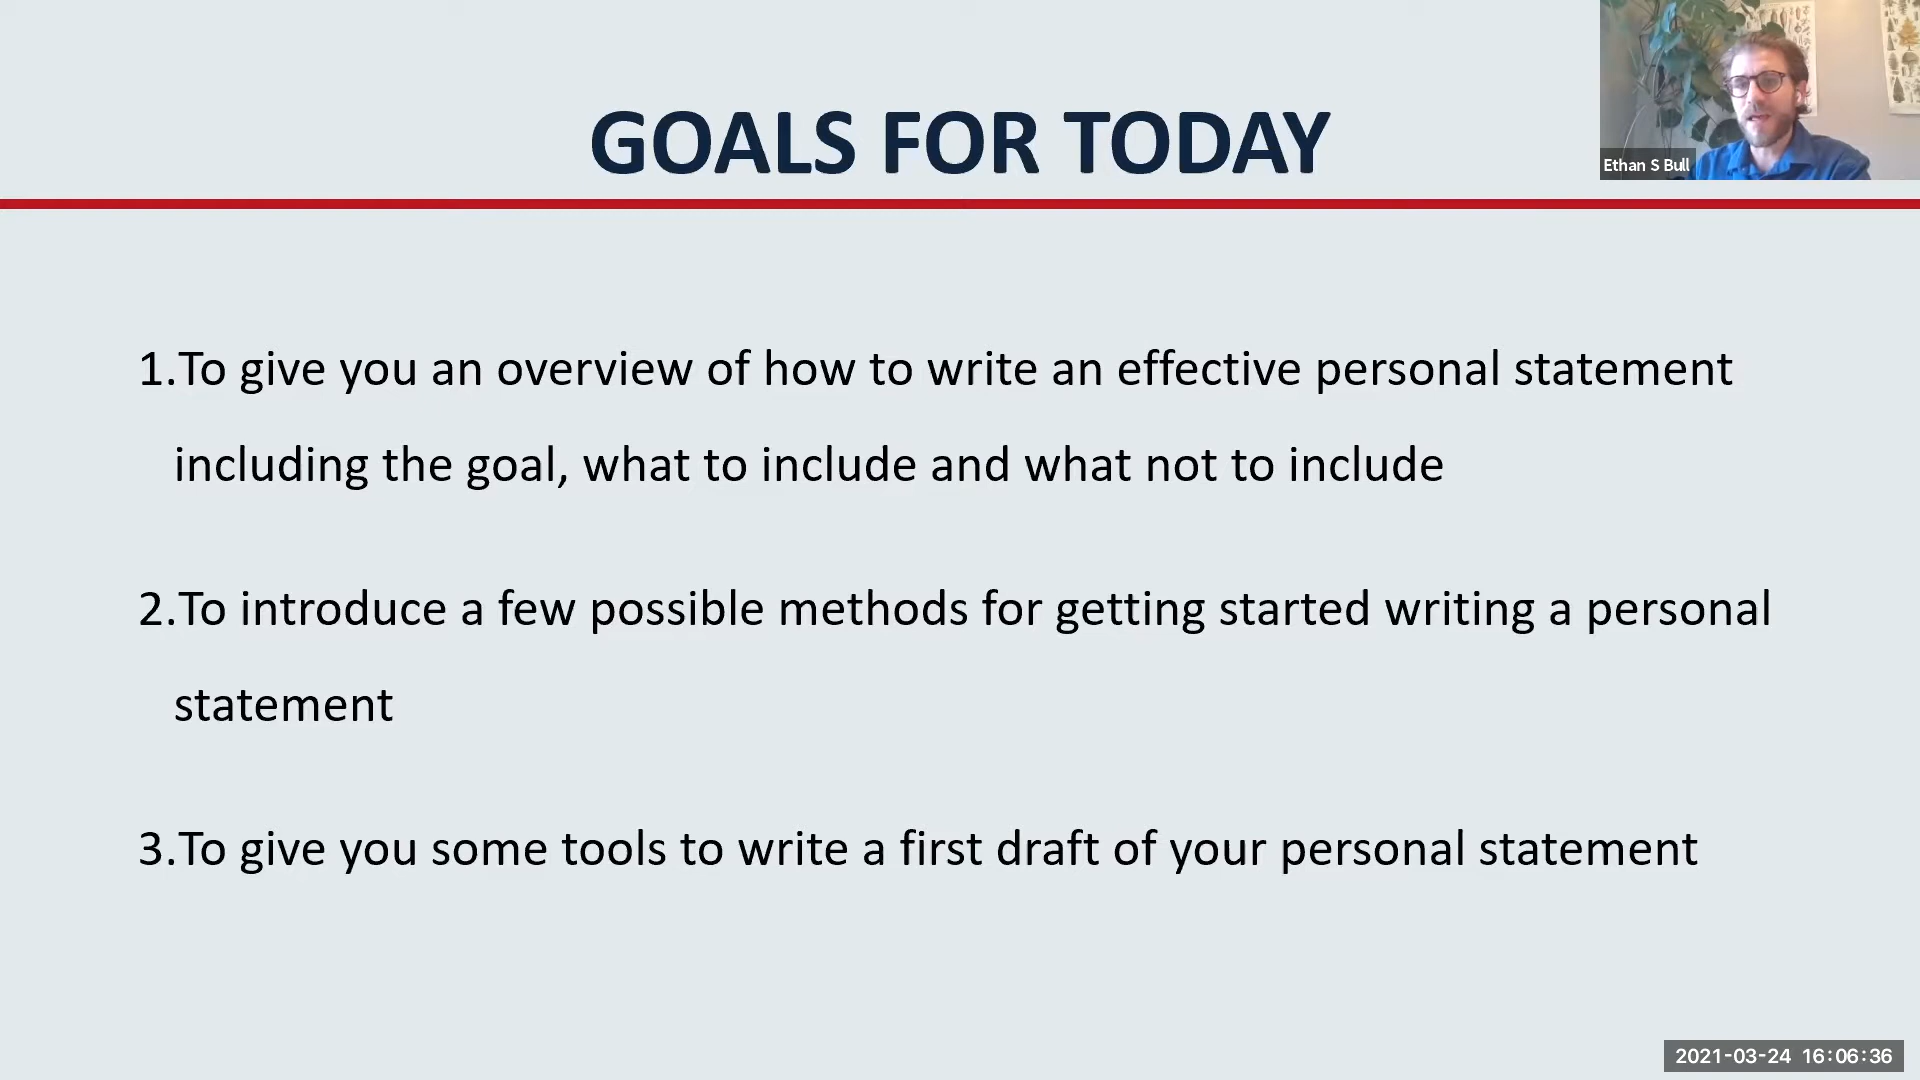 GOALS FOR TODAY
Ethan S Bull
1.To give you an overview of how to write an effective personal statement
including the goal, what to include and what not to include
2.To introduce a few possible methods for getting started writing a personal
statement
3.To give you some tools to write a first draft of your personal statement
2021-03-24 16:06:36